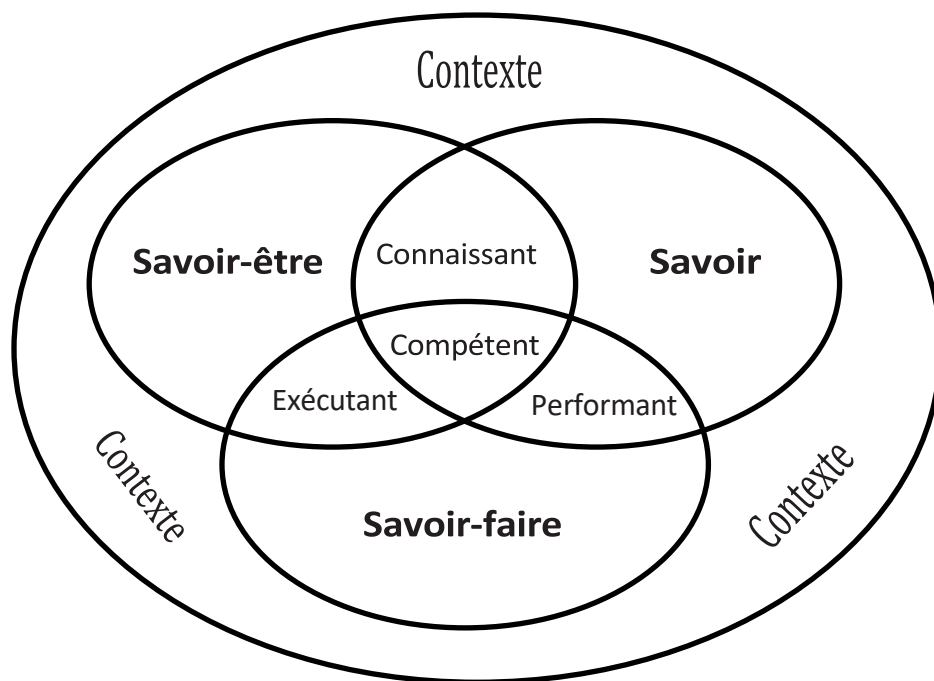 Contexte
Savoir-être
Connaissant
Savoir
Compétent
Exécutant
Performant
Contexte
Contexte
Savoir-faire